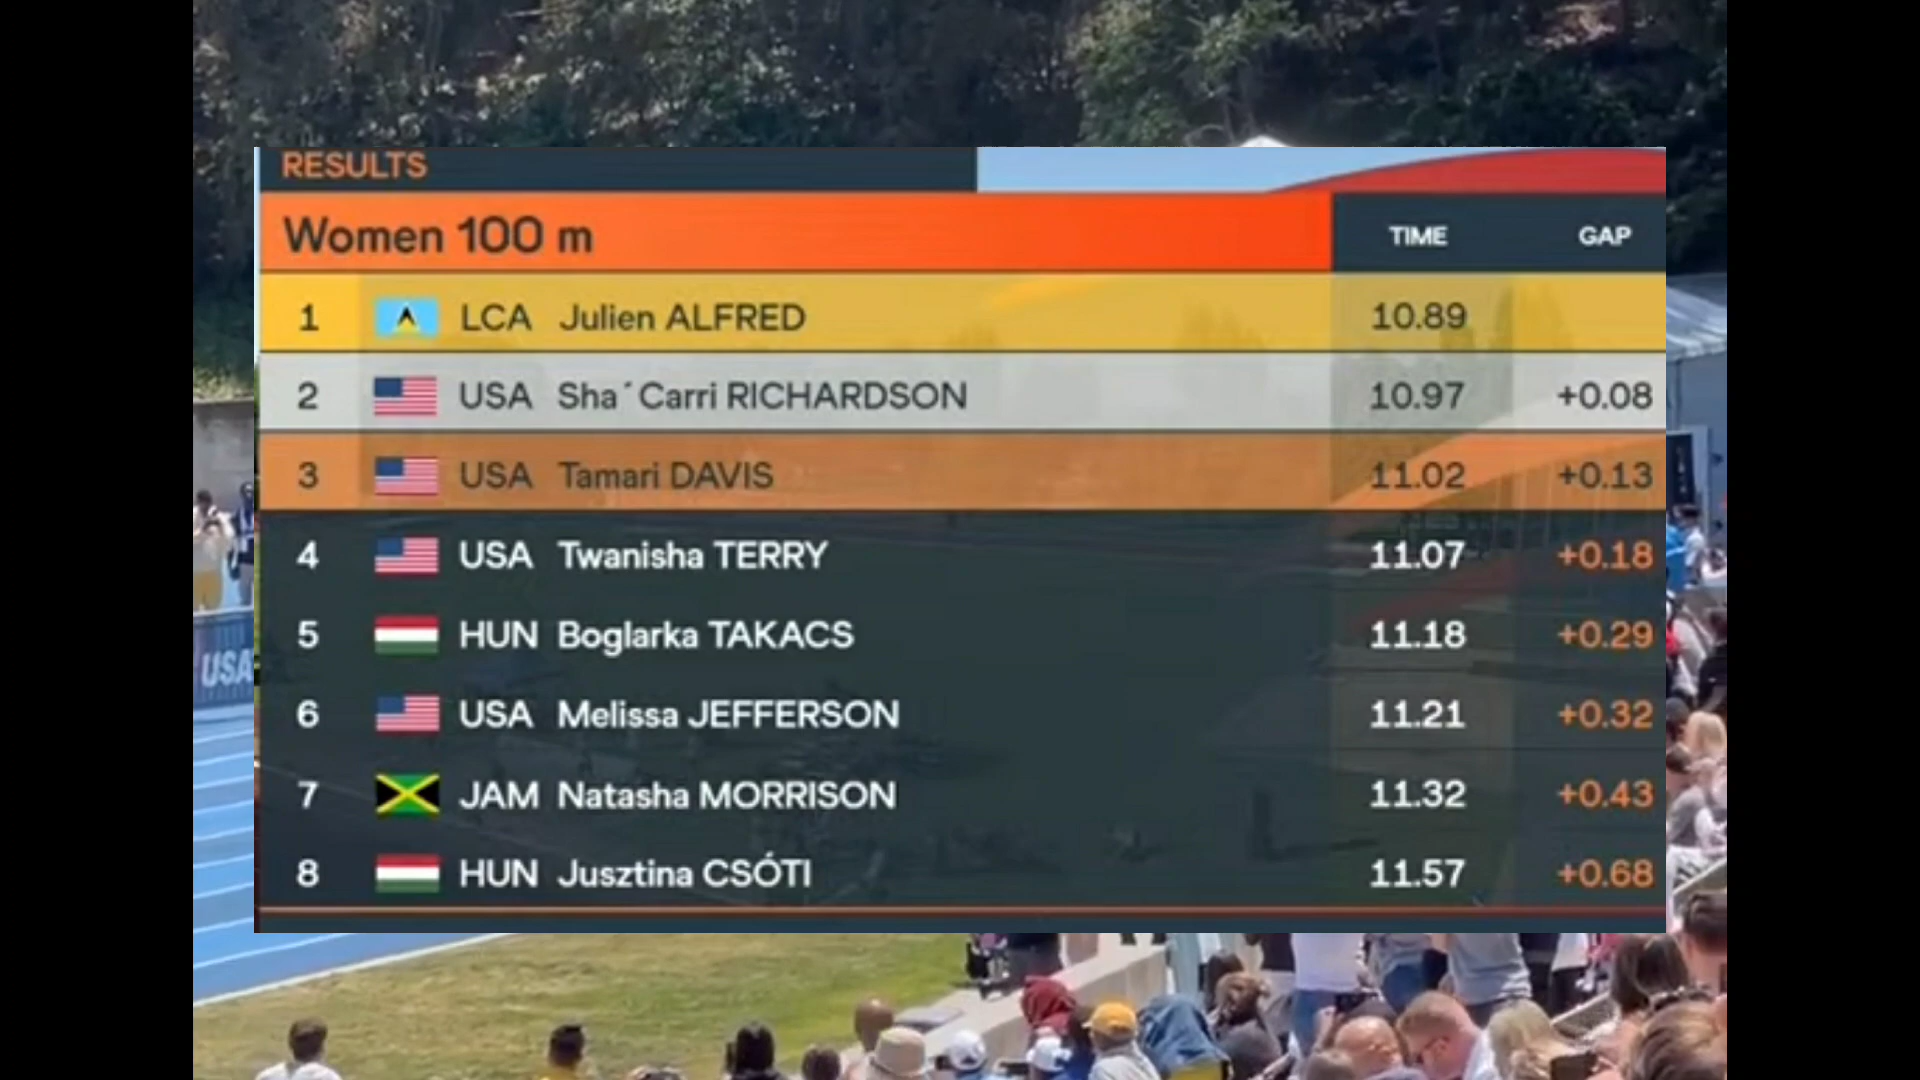 RESULTS
Women 100 m TIME GAP
1 LCA Julien ALFRED 10.89
2 USA Sha´Carri RICHARDSON 10.97 +0.08
3 USA Tamari DAVIS 11.02 +0.13
4 USA Twanisha TERRY 11.07 +0.18
5 HUN Boglarka TAKACS 11.18 +0.29
6 USA Melissa JEFFERSON 11.21 +0.32
7 JAM Natasha MORRISON 11.32 +0.43
8 HUN Jusztina CSÓTI 11.57 +0.68
USA